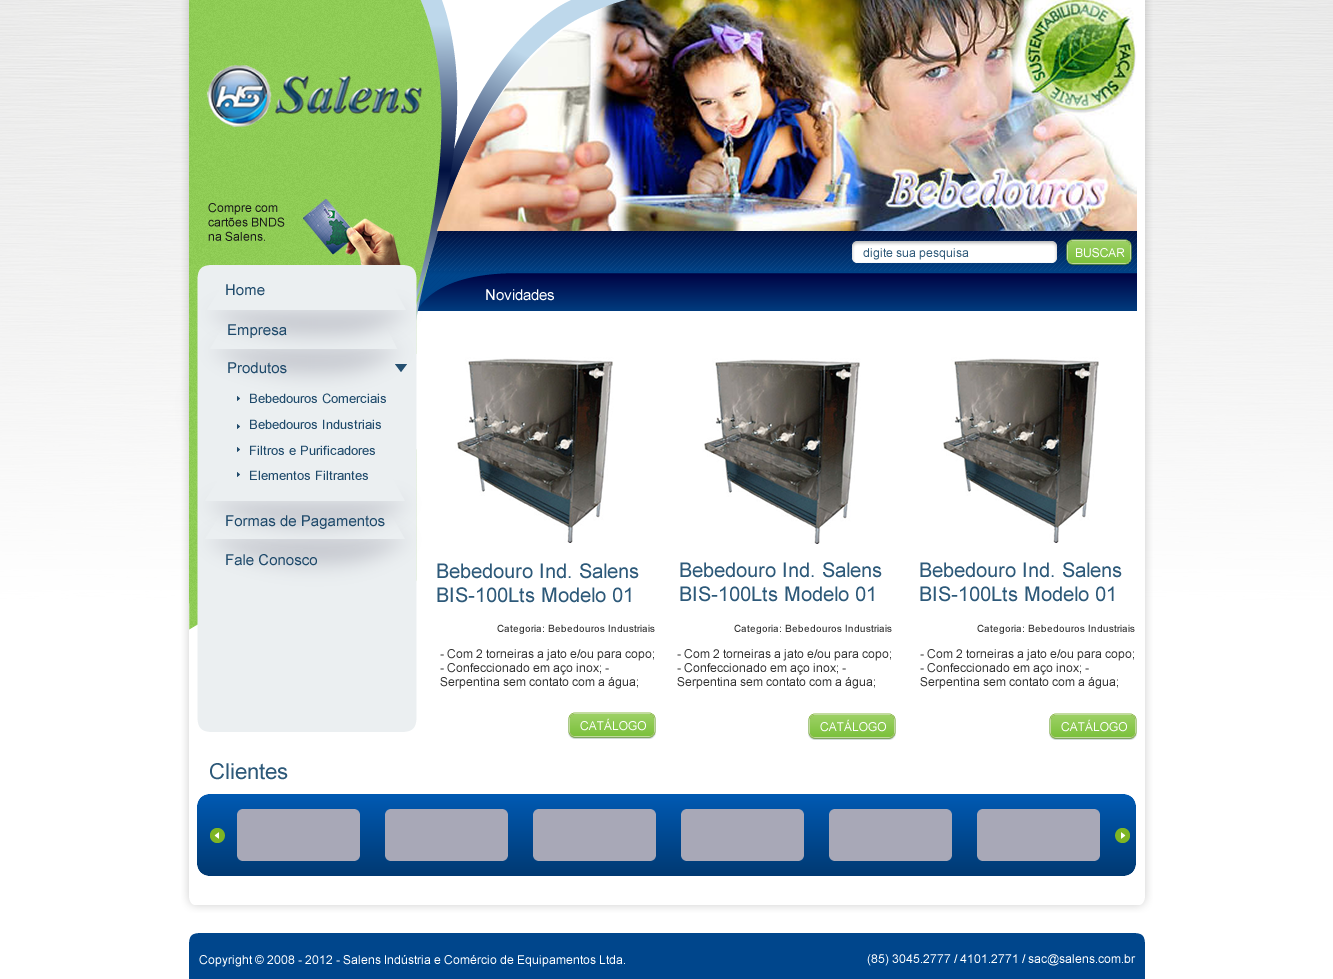 HS Salens
SUSTENTABILIDADE FAÇA SUA PARTE
Bebedouros
Compre com
cartões BNDS
na Salens.
digite sua pesquisa
BUSCAR
Novidades
Home
Empresa
Produtos
Bebedouros Comerciais
Bebedouros Industriais
Filtros e Purificadores
Elementos Filtrantes
Formas de Pagamentos
Fale Conosco
Bebedouro Ind. Salens
BIS-100Lts Modelo 01
Categoria: Bebedouros Industriais
- Com 2 torneiras a jato e/ou para copo;
- Confeccionado em aço inox; -
Serpentina sem contato com a água;
CATÁLOGO
Bebedouro Ind. Salens
BIS-100Lts Modelo 01
Categoria: Bebedouros Industriais
- Com 2 torneiras a jato e/ou para copo;
- Confeccionado em aço inox; -
Serpentina sem contato com a água;
CATÁLOGO
Bebedouro Ind. Salens
BIS-100Lts Modelo 01
Categoria: Bebedouros Industriais
- Com 2 torneiras a jato e/ou para copo;
- Confeccionado em aço inox; -
Serpentina sem contato com a água;
CATÁLOGO
Clientes
Copyright © 2008 - 2012 - Salens Indústria e Comércio de Equipamentos Ltda.
(85) 3045.2777 / 4101.2771 / sac@salens.com.br